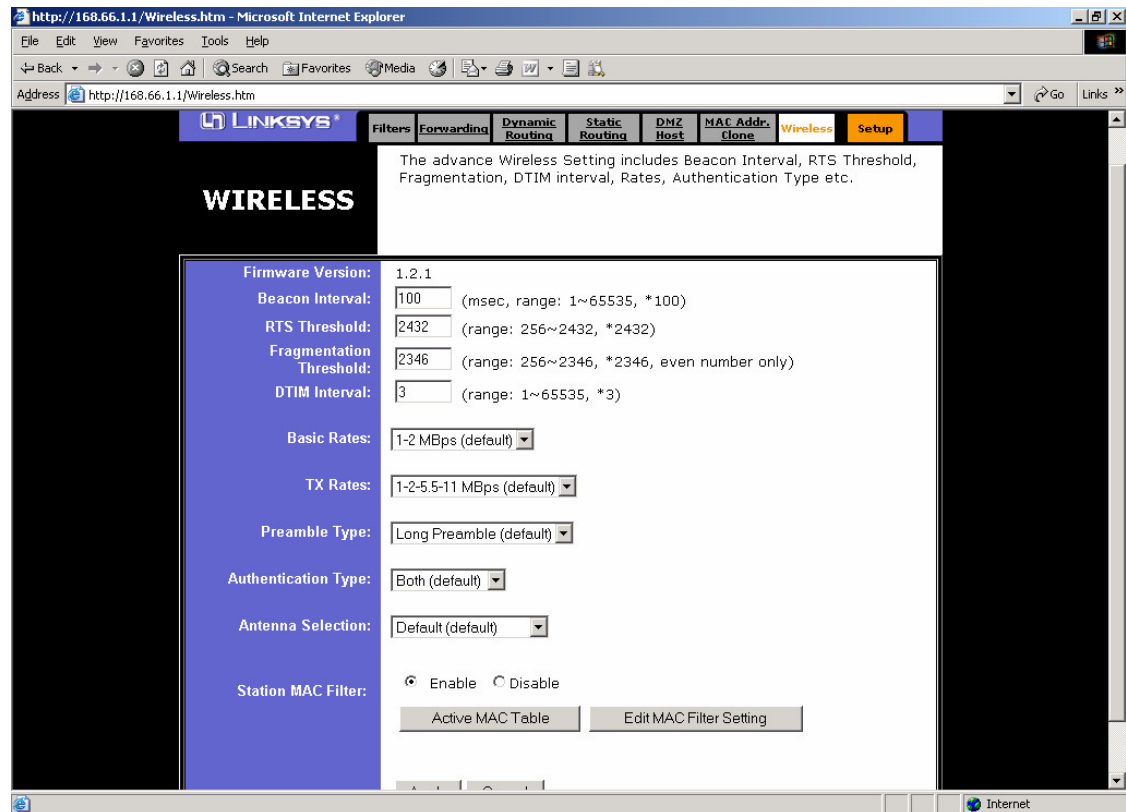 http://168.66.1.1/Wireless.htm - Microsoft Internet Explorer
File Edit View Favorites Tools Help
Back Search Favorites Media
Address http://168.66.1.1/Wireless.htm Go Links »
LINKSYS® Filters Forwarding Dynamic Routing Static Routing DMZ Host MAC Addr. Clone Wireless Setup
The advance Wireless Setting includes Beacon Interval, RTS Threshold,
Fragmentation, DTIM interval, Rates, Authentication Type etc.
WIRELESS
Firmware Version: 1.2.1
Beacon Interval: 100 (msec, range: 1~65535, *100)
RTS Threshold: 2432 (range: 256~2432, *2432)
Fragmentation Threshold: 2346 (range: 256~2346, *2346, even number only)
DTIM Interval: 3 (range: 1~65535, *3)
Basic Rates: 1-2 MBps (default)
TX Rates: 1-2-5.5-11 MBps (default)
Preamble Type: Long Preamble (default)
Authentication Type: Both (default)
Antenna Selection: Default (default)
Station MAC Filter: Enable Disable
Active MAC Table Edit MAC Filter Setting
Internet